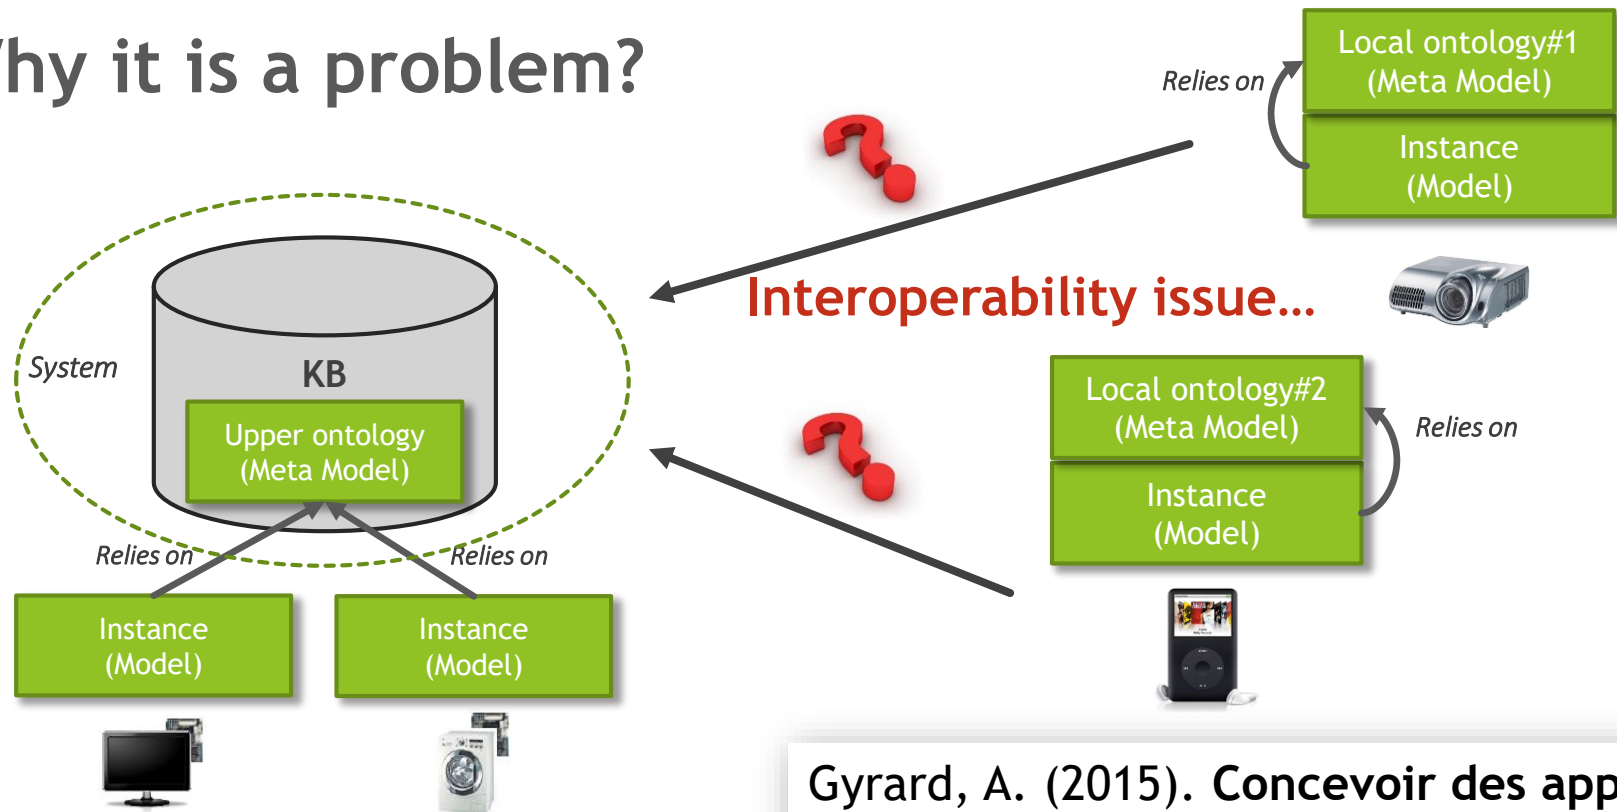 hy it is a problem?
Local ontology#1
(Meta Model)
Relies on
Instance
(Model)
Interoperability issue…
System
KB
Upper ontology
(Meta Model)
Local ontology#2
(Meta Model)
Relies on
Instance
(Model)
Relies on
Relies on
Instance
(Model)
Instance
(Model)
Gyrard, A. (2015). Concevoir des app